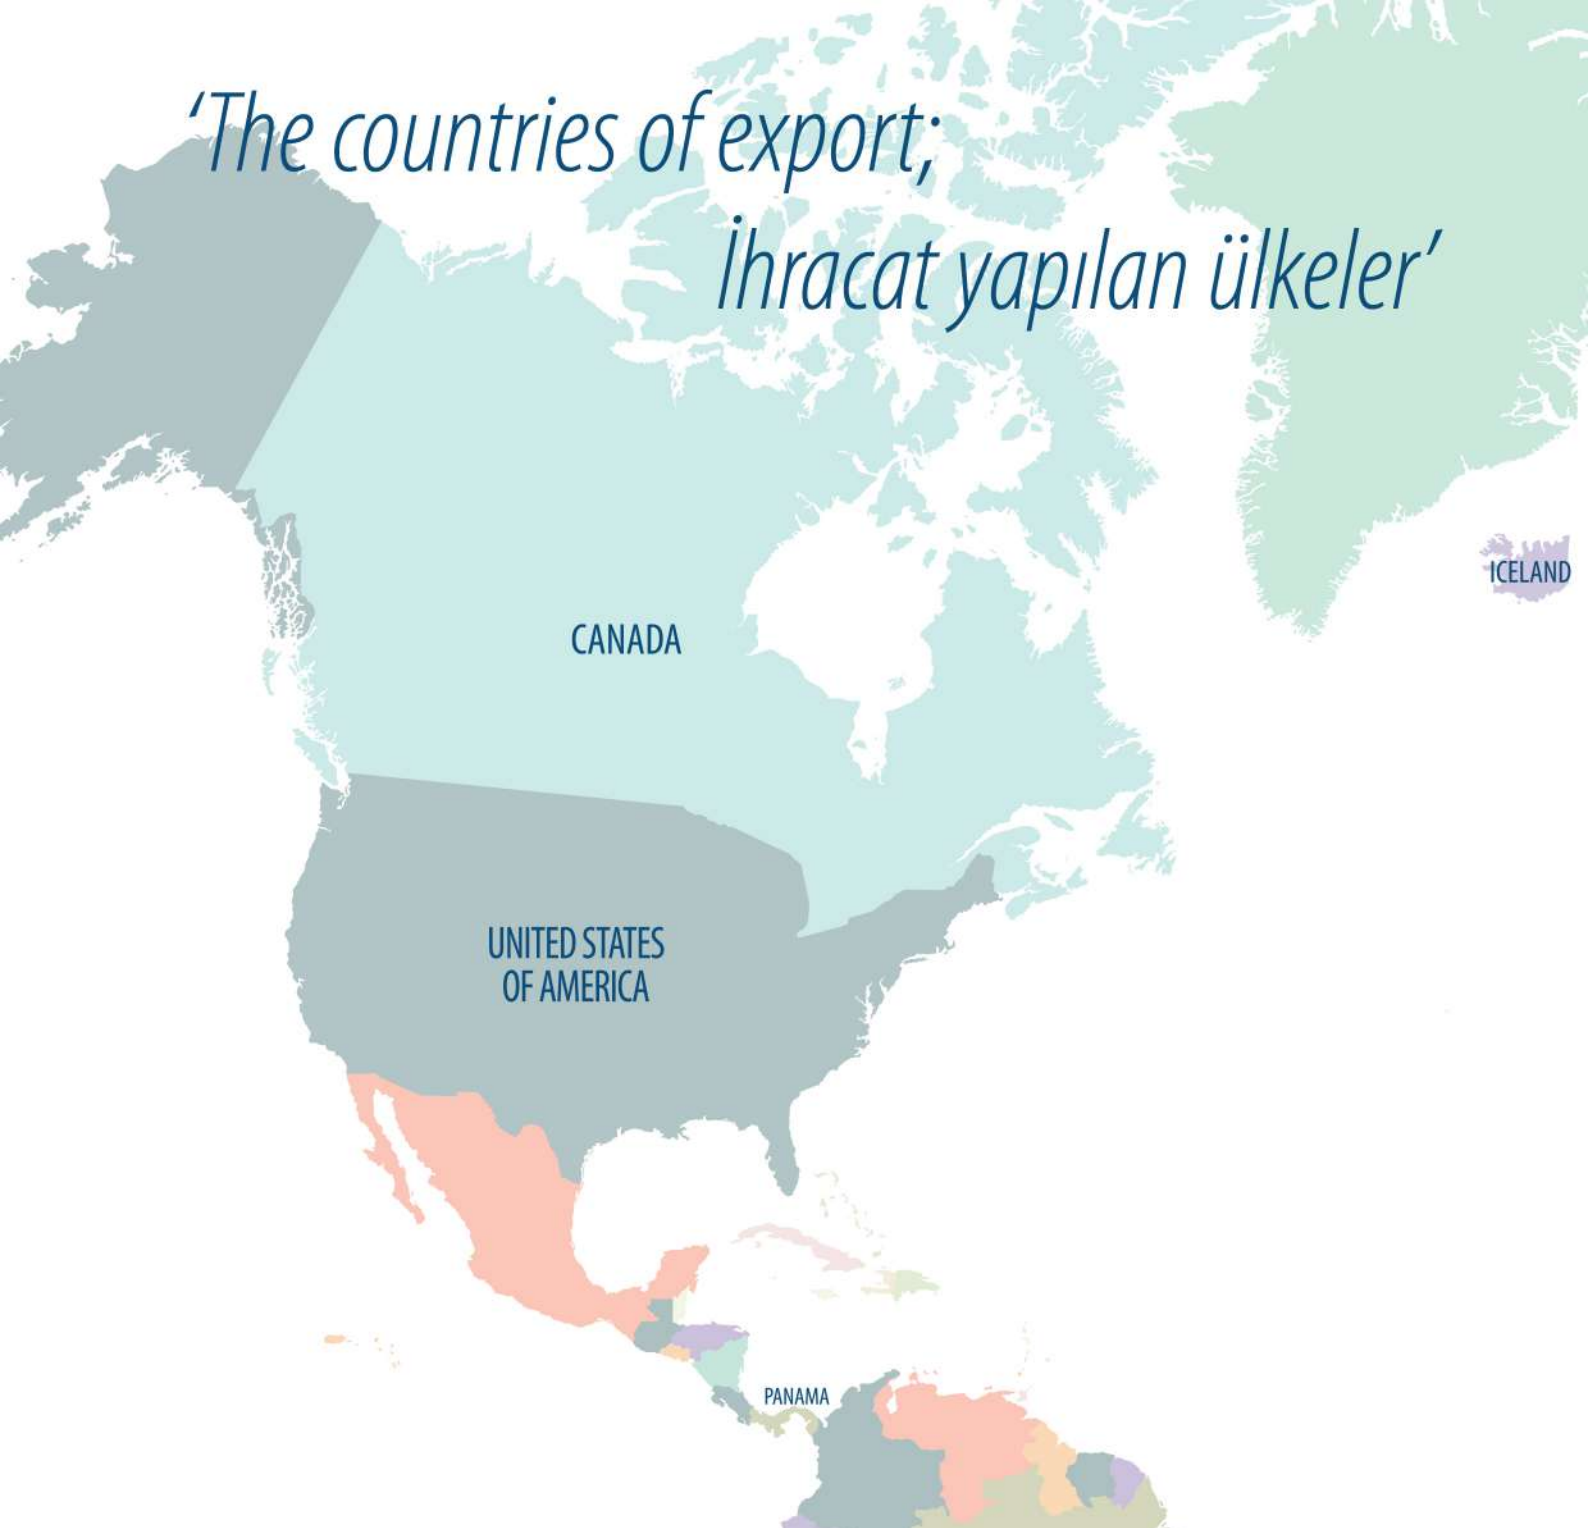 ‘The countries of export;
İhracat yapılan ülkeler’
ICELAND
CANADA
UNITED STATES
OF AMERICA
PANAMA